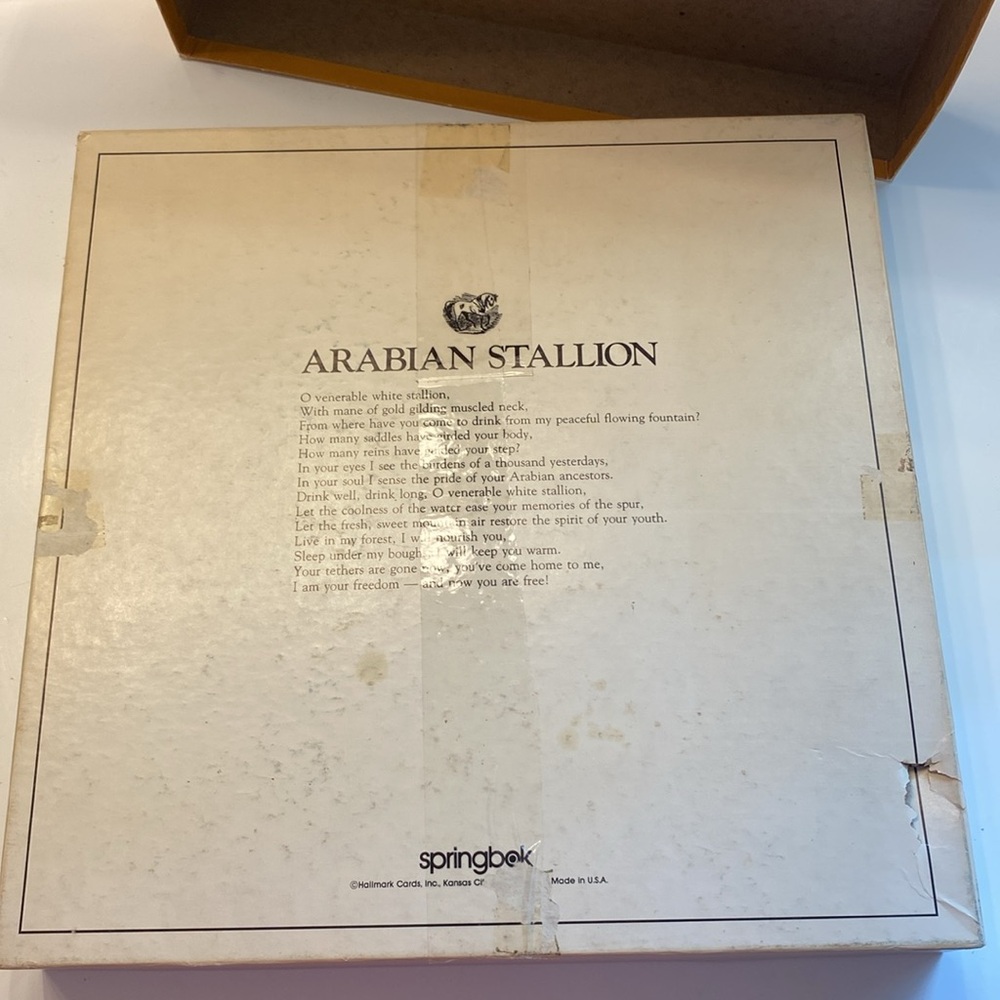 ARABIAN STALLION
O venerable white stallion,
With mane of gold gilding muscled neck,
From where have you come to drink from my peaceful flowing fountain?
How many saddles have girded your body,
How many reins have guided your step?
In your eyes I see the burdens of a thousand yesterdays,
In your soul I sense the pride of your Arabian ancestors.
Drink well, drink long, O venerable white stallion,
Let the coolness of the water ease your memories of the spur,
Let the fresh, sweet mountain air restore the spirit of your youth.
Live in my forest, I will nourish you,
Sleep under my bough, I will keep you warm.
Your tethers are gone now, you've come home to me,
I am your freedom — and now you are free!
springbok
©Hallmark Cards, Inc., Kansas Made in U.S.A.